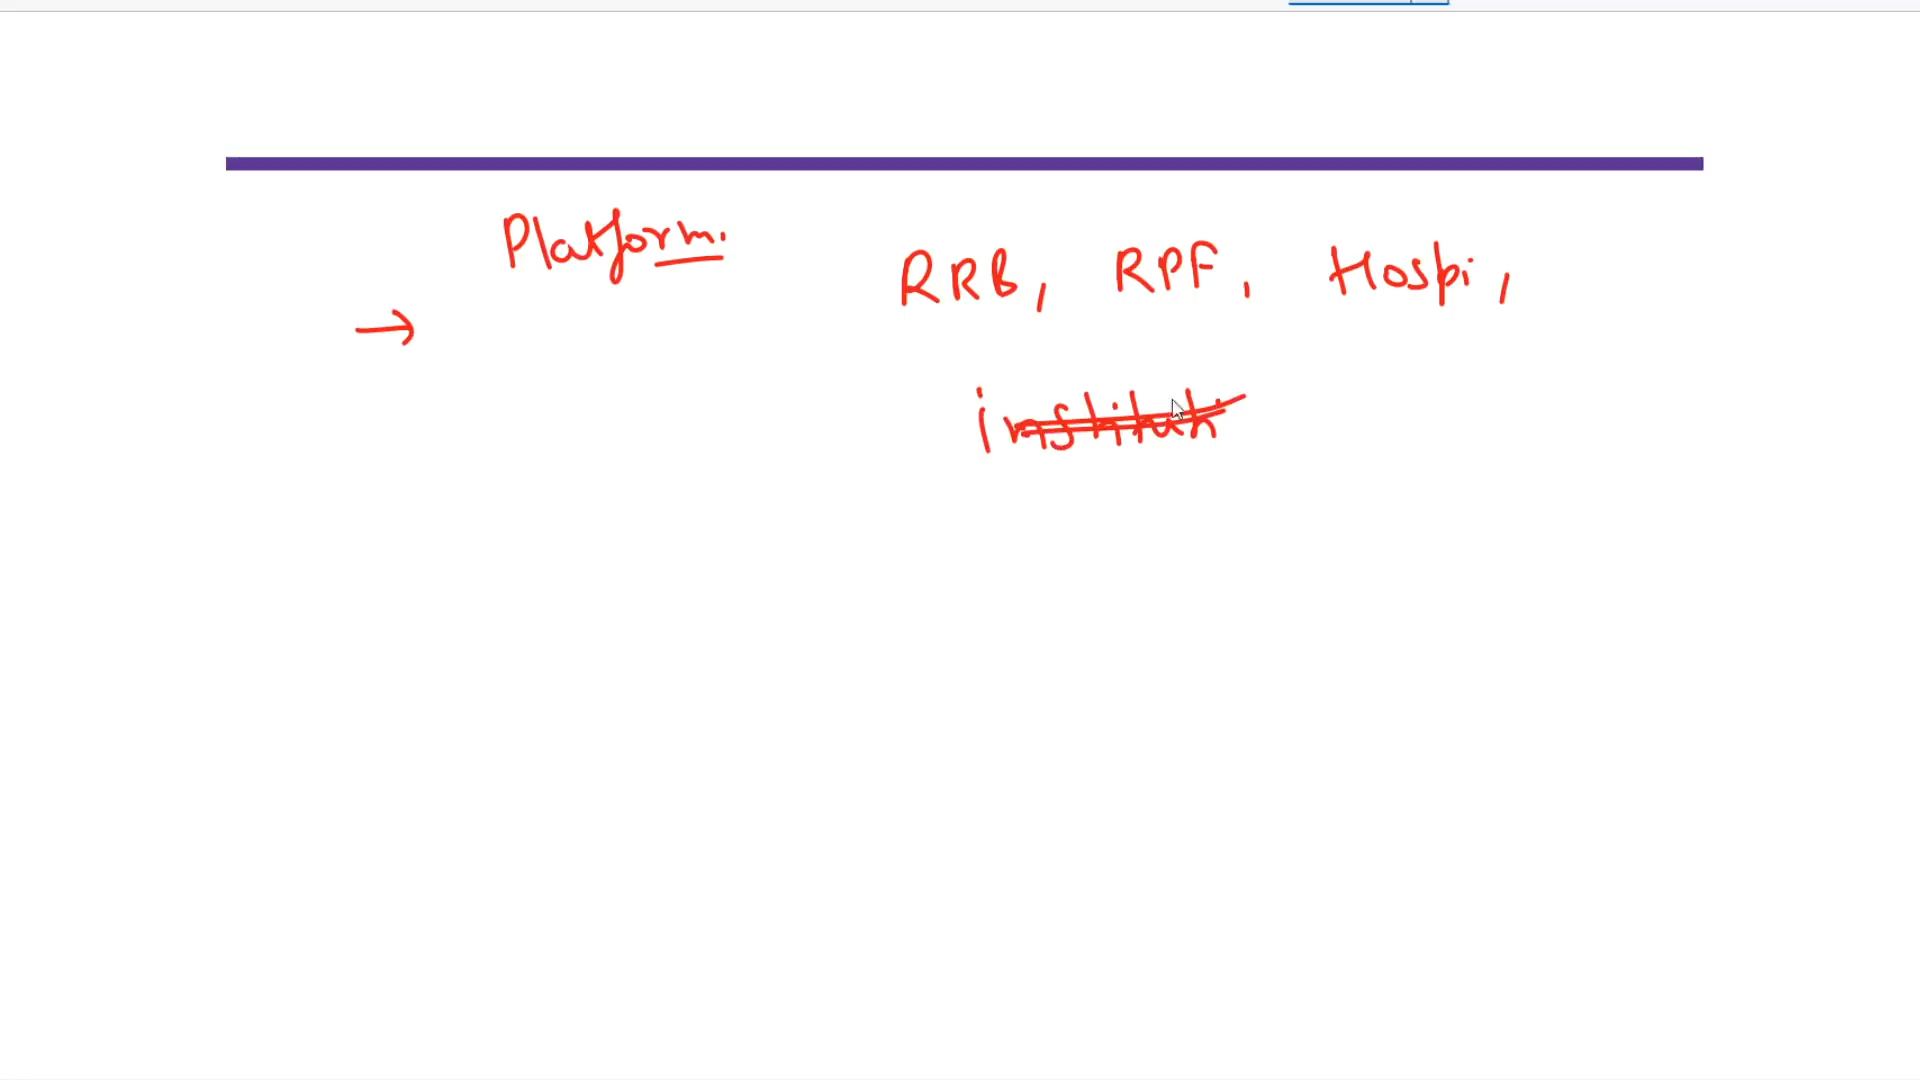 Platform.
RRB, RPF, Hospi,
→